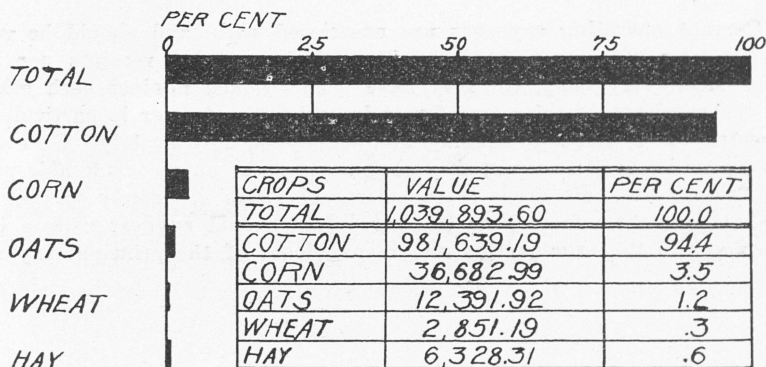 PER CENT
0 25 50 75 100
TOTAL
COTTON
CORN
OATS
WHEAT
HAY
CROPS VALUE PER CENT
TOTAL 1,039,893.60 100.0
COTTON 981,639.19 94.4
CORN 36,682.99 3.5
OATS 12,391.92 1.2
WHEAT 2,851.19 .3
HAY 6,328.31 .6